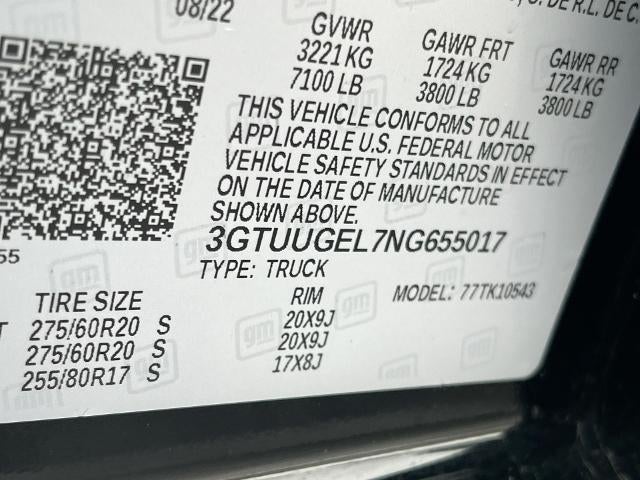 08/22
DE R.L. DE C.
GVWR GAWR FRT GAWR RR
3221 KG 1724 KG 1724 KG
7100 LB 3800 LB 3800 LB
THIS VEHICLE CONFORMS TO ALL
APPLICABLE U.S. FEDERAL MOTOR
VEHICLE SAFETY STANDARDS IN EFFECT
ON THE DATE OF MANUFACTURE
SHOWN ABOVE.
55
3GTUUGEL7NG655017
TYPE: TRUCK MODEL: 77TK10543
TIRE SIZE RIM
275/60R20 S 20X9J
275/60R20 S 20X9J
255/80R17 S 17X8J
gm